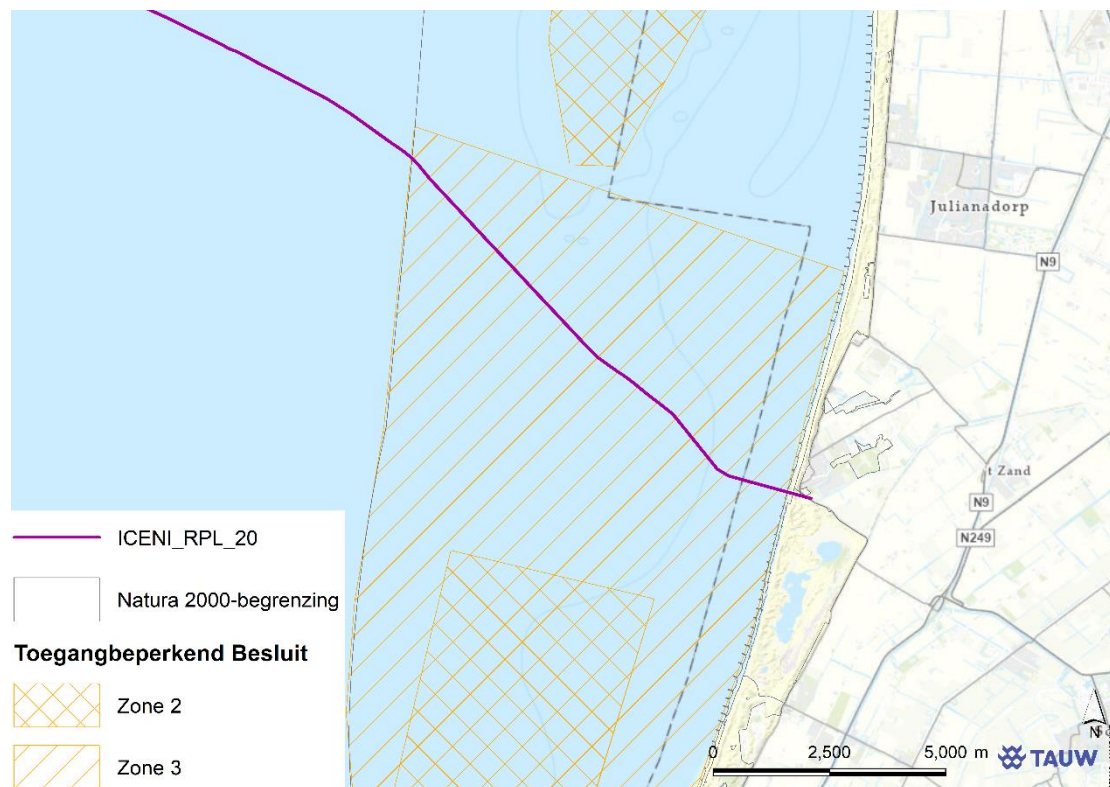 Julianadorp
N9
t Zand
N9
N249
ICENI_RPL_20
Natura 2000-begrenzing
Toegangbeperkend Besluit
Zone 2
Zone 3
0 2,500 5,000 m
N
TAUW